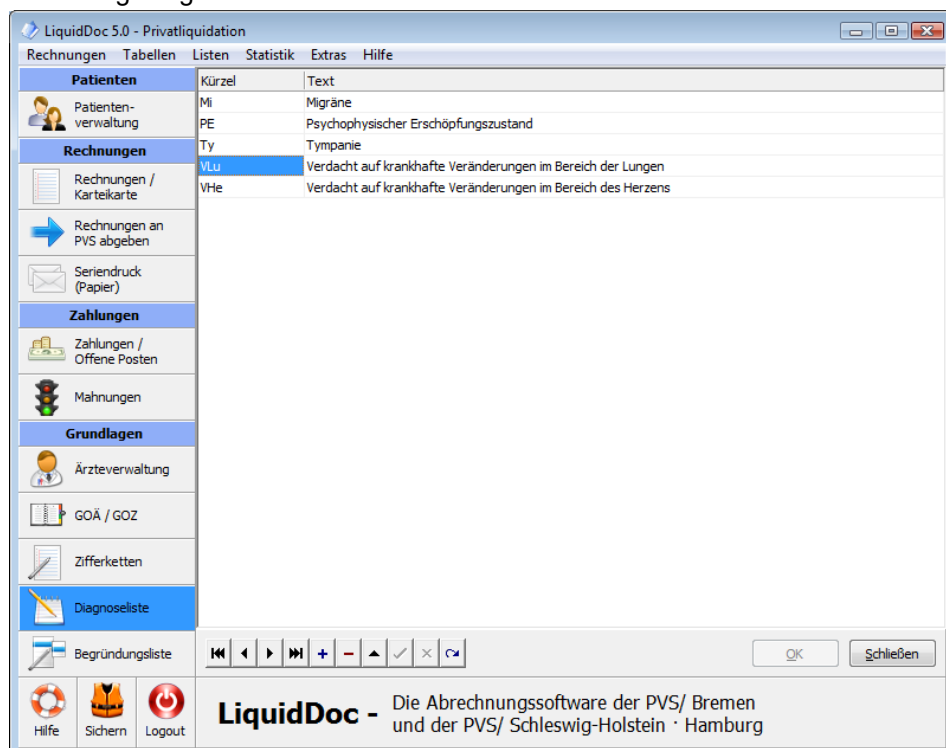 LiquidDoc 5.0 - Privatliquidation
Rechnungen Tabellen Listen Statistik Extras Hilfe
Patienten
Patienten-
verwaltung
Rechnungen
Rechnungen /
Karteikarte
Rechnungen an
PVS abgeben
Seriendruck
(Papier)
Zahlungen
Zahlungen /
Offene Posten
Mahnungen
Grundlagen
Ärzteverwaltung
GOÄ / GOZ
Zifferketten
Diagnoseliste
Begründungsliste
Hilfe Sichern Logout
Kürzel Text
Mi Migräne
PE Psychophysischer Erschöpfungszustand
Ty Tympanie
VLu Verdacht auf krankhafte Veränderungen im Bereich der Lungen
VHe Verdacht auf krankhafte Veränderungen im Bereich des Herzens
OK Schließen
LiquidDoc - Die Abrechnungssoftware der PVS/ Bremen
und der PVS/ Schleswig-Holstein · Hamburg